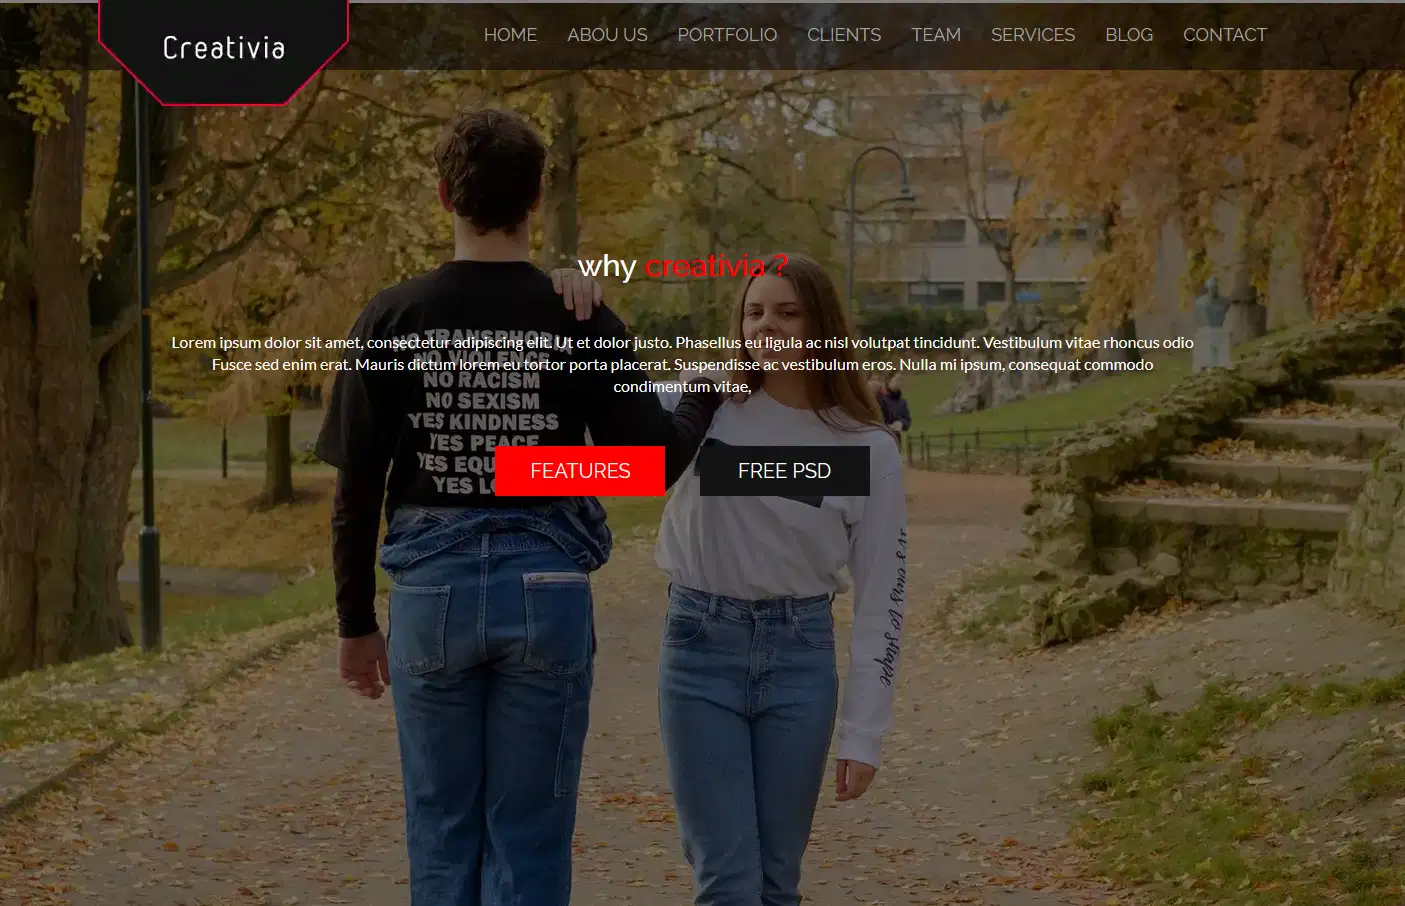 Creativia
HOME ABOU US PORTFOLIO CLIENTS TEAM SERVICES BLOG CONTACT
why creativia ?
NO TRANSPHOBIA
NO VIOLENCE
NO RACISM
NO SEXISM
YES KINDNESS
YES PEACE
YES
YES
Lorem ipsum dolor sit amet, consectetur adipiscing elit. Ut et dolor justo. Phasellus eu ligula ac nisl volutpat tincidunt. Vestibulum vitae rhoncus odio
Fusce sed enim erat. Mauris dictum lorem eu tortor porta placerat. Suspendisse ac vestibulum eros. Nulla mi ipsum, consequat commodo
condimentum vitae,
FEATURES FREE PSD